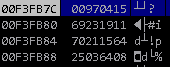 00F3FB7C 00970415 ┴┘?
00F3FB80 69231911 #i
00F3FB84 70211564 d┴!p
00F3FB88 25036408 ◘d└%